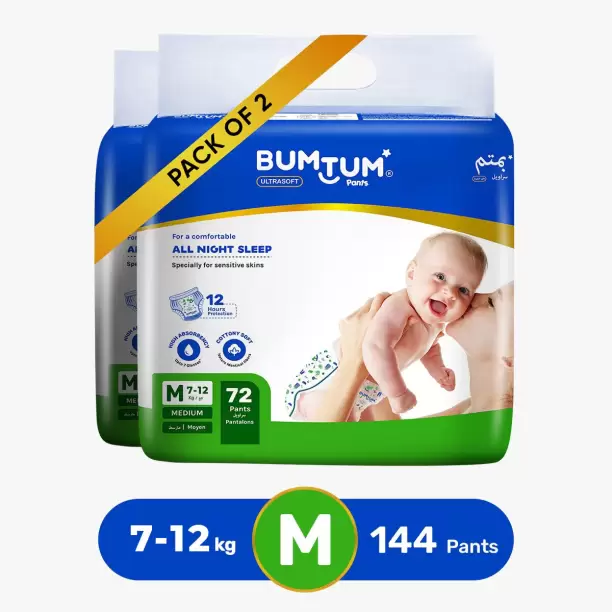 PACK OF 2
BUMTUM®
ULTRASOFT
Pants
بمتم
سراويل
For a comfortable
ALL NIGHT SLEEP
Specially for sensitive skins
12
Hours
Protection
HIGH ABSORBENCY
COTTONY SOFT
M 7-12
kg /
MEDIUM
Moyen
72
Pants
سراويل
Pantalons
M
7-12 kg
M
144 Pants